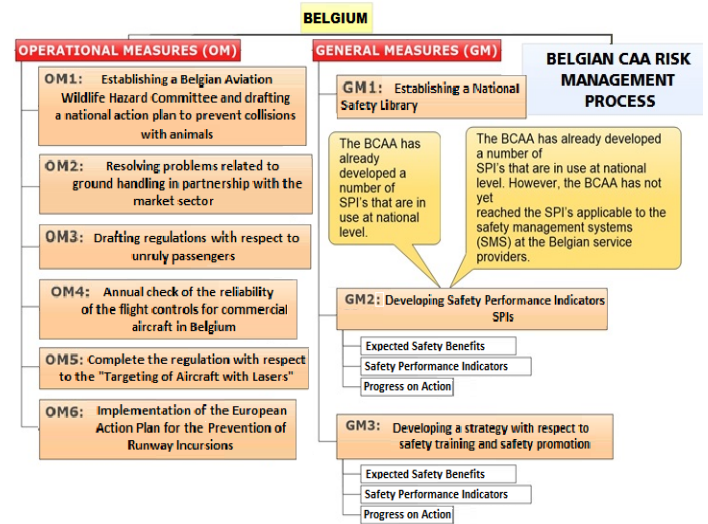 BELGIUM
OPERATIONAL MEASURES (OM)
OM1: Establishing a Belgian Aviation
Wildlife Hazard Committee and drafting
a national action plan to prevent collisions
with animals
OM2: Resolving problems related to
ground handling in partnership with the
market sector
OM3: Drafting regulations with respect to
unruly passengers
OM4: Annual check of the reliability
of the flight controls for commercial
aircraft in Belgium
OM5: Complete the regulation with respect
to the "Targeting of Aircraft with Lasers"
OM6: Implementation of the European
Action Plan for the Prevention of
Runway Incursions
GENERAL MEASURES (GM)
GM1: Establishing a National
Safety Library
The BCAA has
already
developed a
number of
SPI's that are in
use at national
level.
The BCAA has already developed
a number of
SPI's that are in use at national
level. However, the BCAA has not
yet
reached the SPI's applicable to the
safety management systems
(SMS) at the Belgian service
providers.
GM2: Developing Safety Performance Indicators
SPIs
Expected Safety Benefits
Safety Performance Indicators
Progress on Action
GM3: Developing a strategy with respect to
safety training and safety promotion
Expected Safety Benefits
Safety Performance Indicators
Progress on Action
BELGIAN CAA RISK
MANAGEMENT
PROCESS